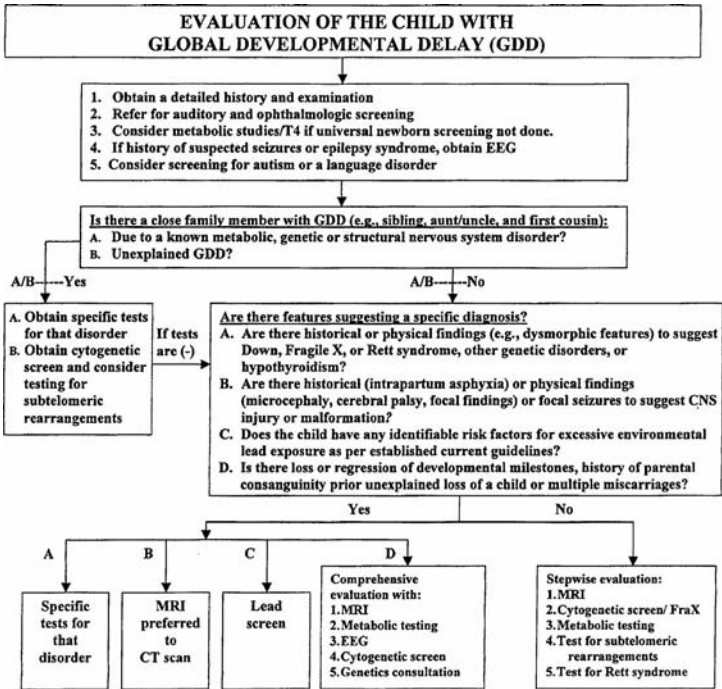 EVALUATION OF THE CHILD WITH
GLOBAL DEVELOPMENTAL DELAY (GDD)
1. Obtain a detailed history and examination
2. Refer for auditory and ophthalmologic screening
3. Consider metabolic studies/T4 if universal newborn screening not done.
4. If history of suspected seizures or epilepsy syndrome, obtain EEG
5. Consider screening for autism or a language disorder
Is there a close family member with GDD (e.g., sibling, aunt/uncle, and first cousin):
A. Due to a known metabolic, genetic or structural nervous system disorder?
B. Unexplained GDD?
A/B------Yes
A/B-------No
A. Obtain specific tests
for that disorder
B. Obtain cytogenetic
screen and consider
testing for
subtelomeric
rearrangements
If tests
are (-)
Are there features suggesting a specific diagnosis?
A. Are there historical or physical findings (e.g., dysmorphic features) to suggest
Down, Fragile X, or Rett syndrome, other genetic disorders, or
hypothyroidism?
B. Are there historical (intrapartum asphyxia) or physical findings
(microcephaly, cerebral palsy, focal findings) or focal seizures to suggest CNS
injury or malformation?
C. Does the child have any identifiable risk factors for excessive environmental
lead exposure as per established current guidelines?
D. Is there loss or regression of developmental milestones, history of parental
consanguinity prior unexplained loss of a child or multiple miscarriages?
Yes
No
A
B
C
D
Specific
tests for
that
disorder
MRI
preferred
to
CT scan
Lead
screen
Comprehensive
evaluation with:
1.MRI
2.Metabolic testing
3.EEG
4.Cytogenetic screen
5.Genetics consultation
Stepwise evaluation:
1.MRI
2.Cytogenetic screen/ FraX
3.Metabolic testing
4.Test for subtelomeric
rearrangements
5.Test for Rett syndrome